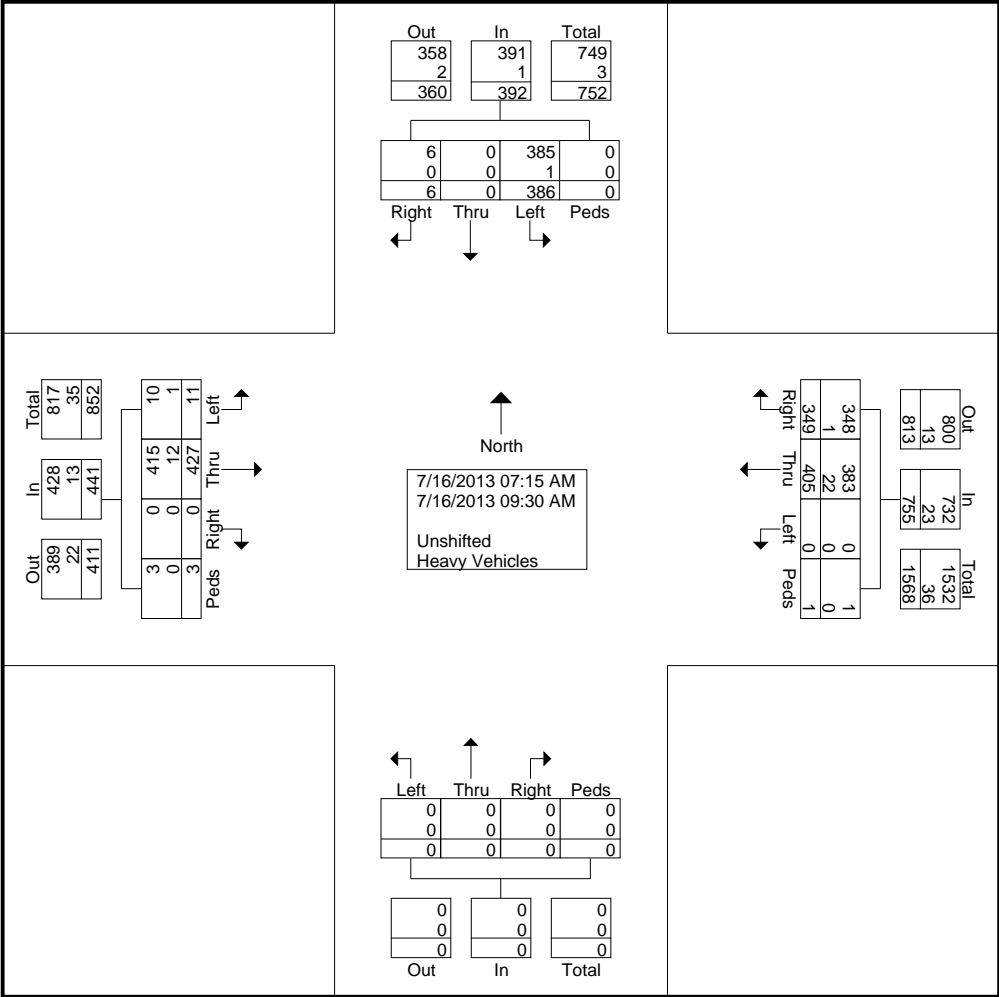 Out In Total
358 391 749
2 1 3
360 392 752
6 0 385 0
0 0 1 0
6 0 386 0
Right Thru Left Peds
Total
817
35
852
In
428
13
441
Out
389
22
411
10 1 11 Left
415 12 427 Thru
0 0 0 Right
3 0 3 Peds
North
7/16/2013 07:15 AM
7/16/2013 09:30 AM
Unshifted
Heavy Vehicles
Right 349 1 348
Thru 405 22 383
Left 0 0 0
Peds 1 0 1
Out
800
13
813
In
732
23
755
Total
1532
36
1568
Left Thru Right Peds
0 0 0 0
0 0 0 0
0 0 0 0
0 0 0
0 0 0
0 0 0
Out In Total